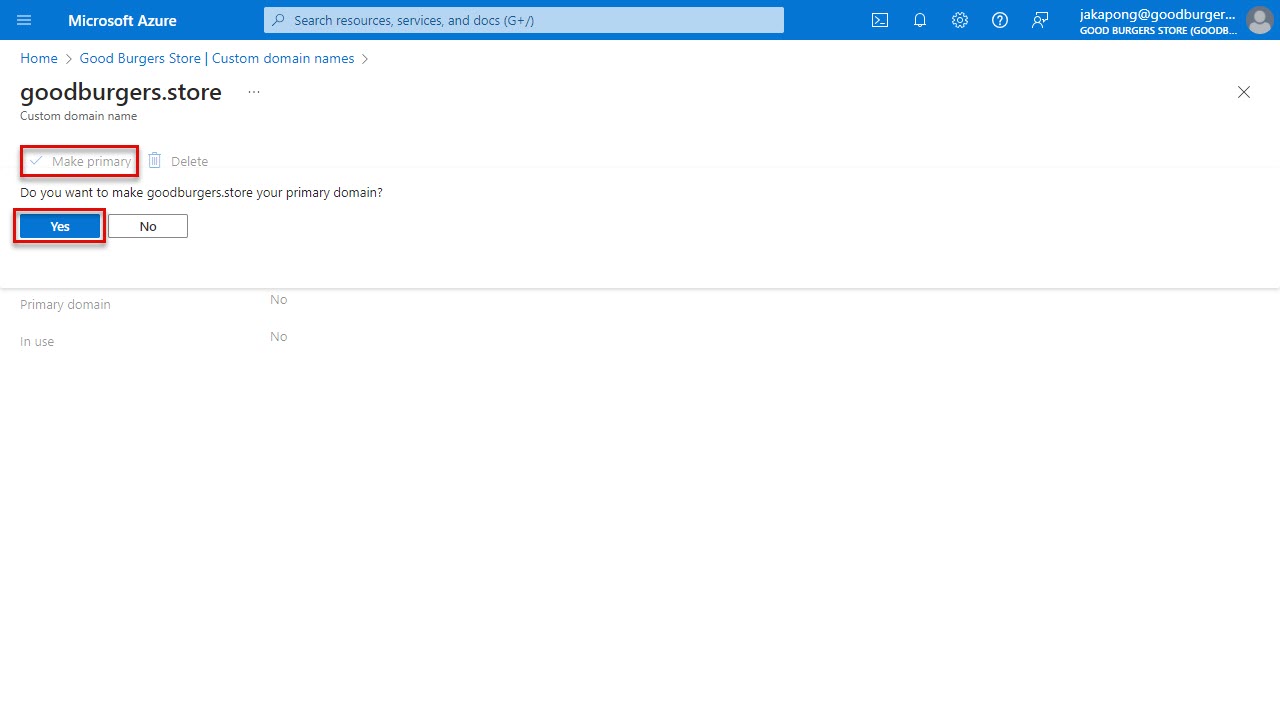 Microsoft Azure
Search resources, services, and docs (G+/)
jakapong@goodburger...
GOOD BURGERS STORE (GOODB...
Home > Good Burgers Store | Custom domain names >
goodburgers.store ...
Custom domain name
Make primary Delete
Do you want to make goodburgers.store your primary domain?
Yes No
Primary domain No
In use No